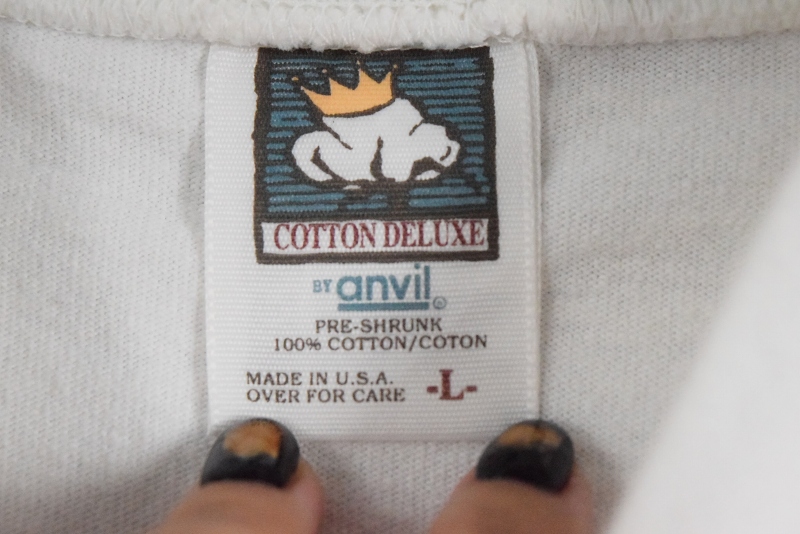 COTTON DELUXE
BY anvil ®
PRE-SHRUNK
100% COTTON/COTON
MADE IN U.S.A.
OVER FOR CARE
-L-